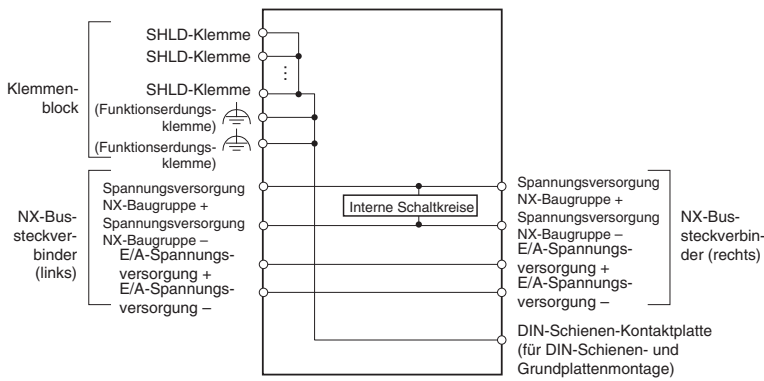 SHLD-Klemme
SHLD-Klemme
SHLD-Klemme
(Funktionserdungs-
klemme)
(Funktionserdungs-
klemme)
Klemmen-
block
Spannungsversorgung
NX-Baugruppe +
Spannungsversorgung
NX-Baugruppe –
E/A-Spannungs-
versorgung +
E/A-Spannungs-
versorgung –
NX-Bus-
steckver-
binder
(links)
Interne Schaltkreise
Spannungsversorgung
NX-Baugruppe +
Spannungsversorgung
NX-Baugruppe –
E/A-Spannungs-
versorgung +
E/A-Spannungs-
versorgung –
NX-Bus-
steckverbin-
der (rechts)
DIN-Schienen-Kontaktplatte
(für DIN-Schienen- und
Grundplattenmontage)